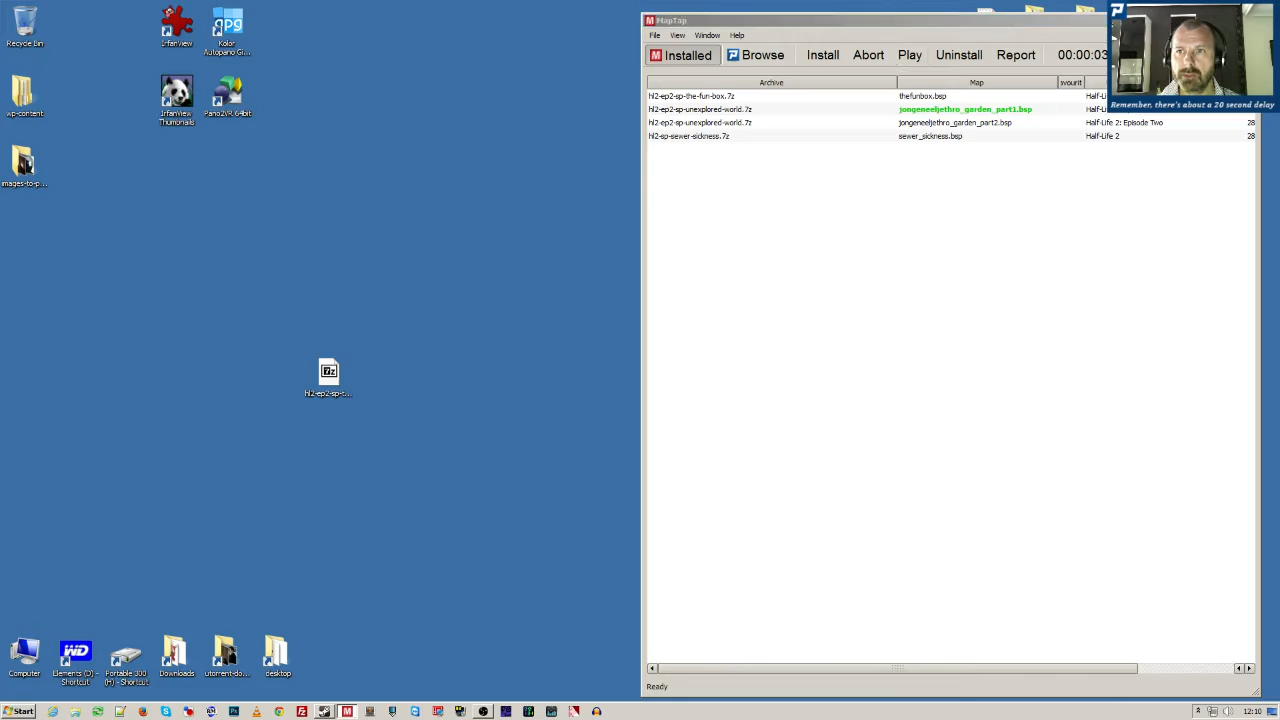 Recycle Bin
IrfanView
Kolor
Autopano Gi...
wp-content
IrfanView
Thumbnails
Pano2VR 64bit
images-to-p...
hl2-ep2-sp-t...
Computer
Elements (D) -
Shortcut
Portable 300
(H) - Shortcut
Downloads
utorrent-do...
desktop
MapTap
File View Window Help
Installed Browse Install Abort Play Uninstall Report 00:00:03
Archive Map vourit
hl2-ep2-sp-the-fun-box.7z thefunbox.bsp Half-L
hl2-ep2-sp-unexplored-world.7z jongeneeljethro_garden_part1.bsp Half-L
hl2-ep2-sp-unexplored-world.7z jongeneeljethro_garden_part2.bsp Half-Life 2: Episode Two 28
hl2-sp-sewer-sickness.7z sewer_sickness.bsp Half-Life 2 28
Ready
Remember, there's about a 20 second delay
Start
12:10